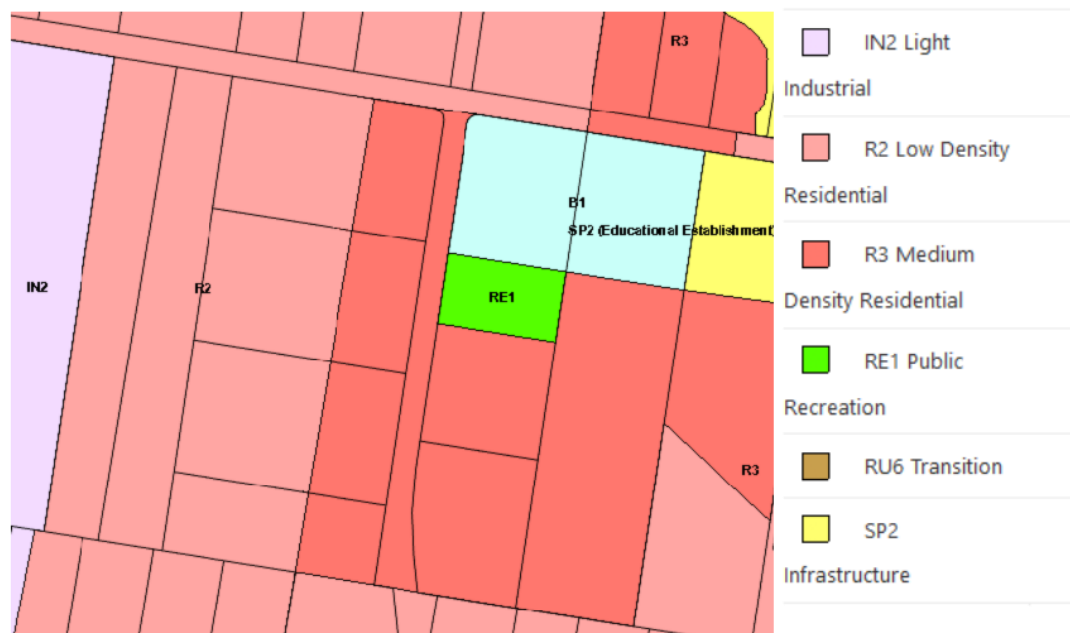 R3
B1
SP2 (Educational Establishment)
IN2
R2
RE1
R3
IN2 Light
Industrial
R2 Low Density
Residential
R3 Medium
Density Residential
RE1 Public
Recreation
RU6 Transition
SP2
Infrastructure